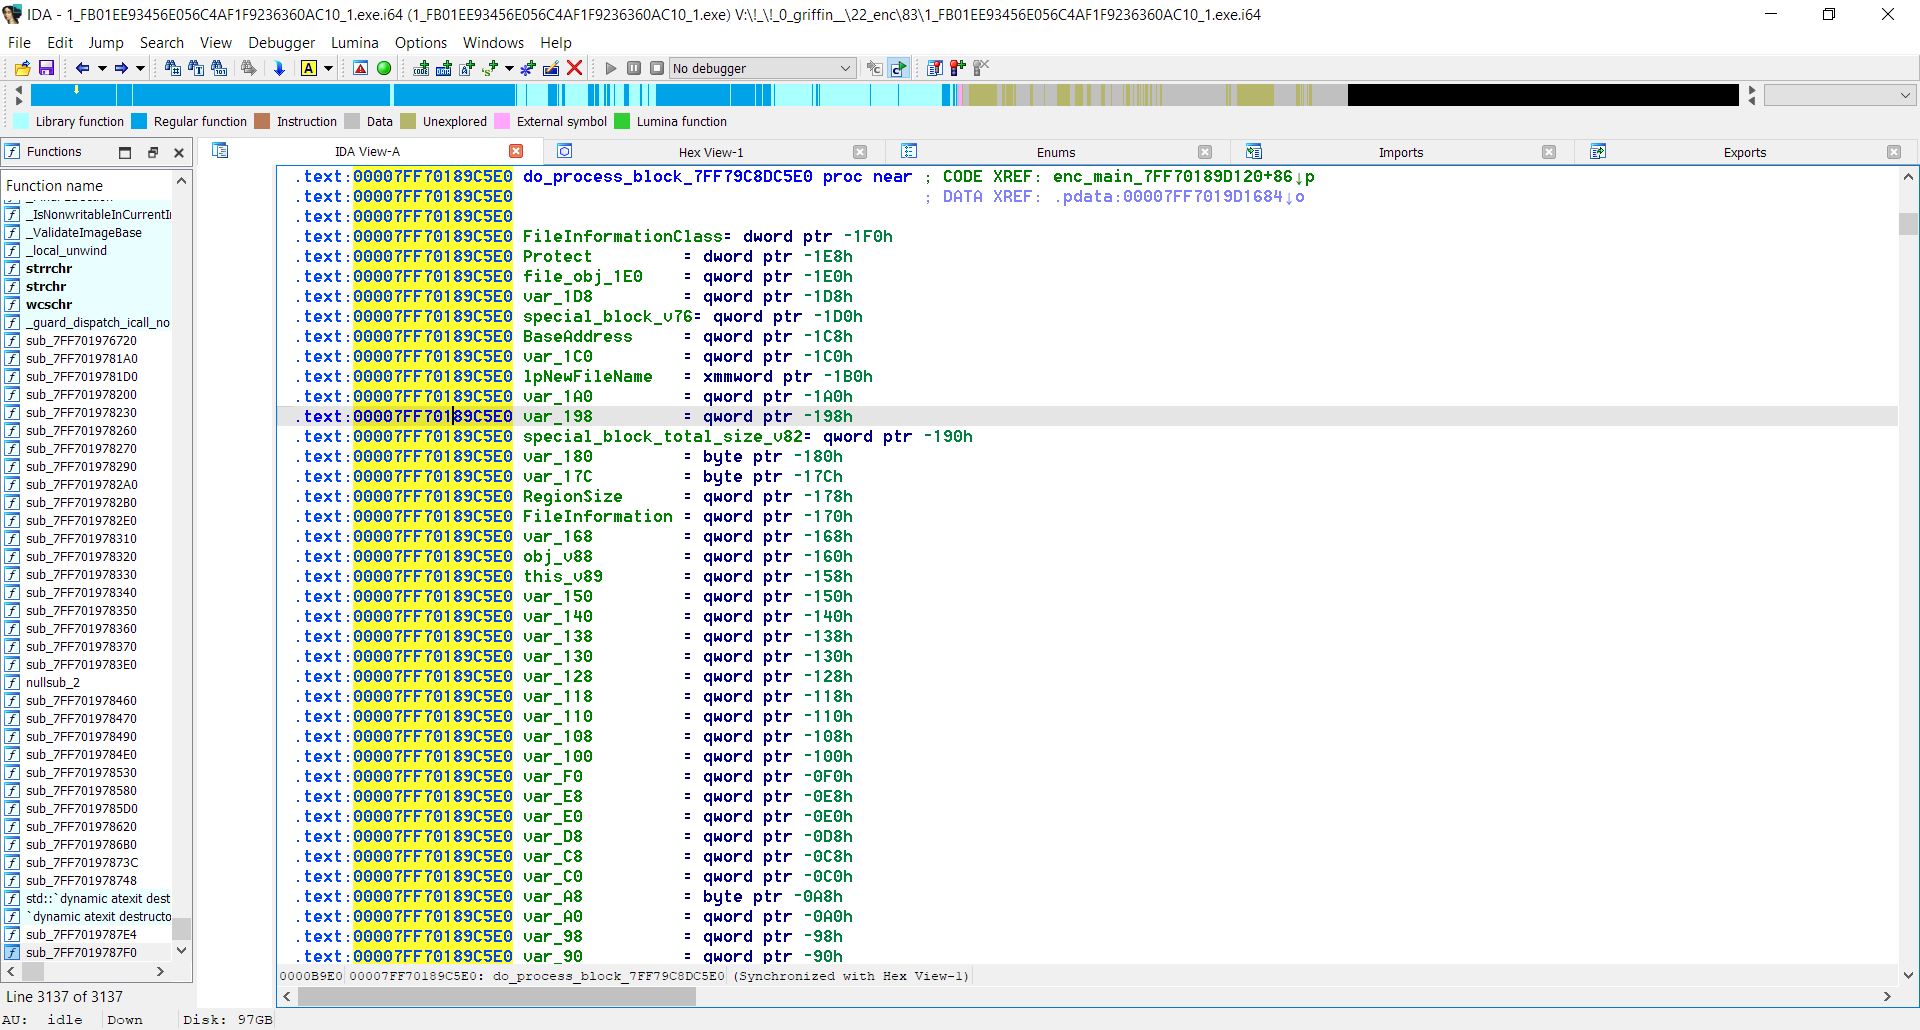 IDA - 1_FB01EE93456E056C4AF1F9236360AC10_1.exe.i64 (1_FB01EE93456E056C4AF1F9236360AC10_1.exe) V:\!_\!_0_griffin__\22_enc\83\1_FB01EE93456E056C4AF1F9236360AC10_1.exe.i64
File Edit Jump Search View Debugger Lumina Options Windows Help
No debugger
Library function Regular function Instruction Data Unexplored External symbol Lumina function
Functions
IDA View-A Hex View-1 Enums Imports Exports
Function name
_IsNonwritableInCurrentI
_ValidateImageBase
_local_unwind
strrchr
strchr
wcschr
_guard_dispatch_icall_no
sub_7FF701976720
sub_7FF7019781A0
sub_7FF7019781D0
sub_7FF701978200
sub_7FF701978230
sub_7FF701978260
sub_7FF701978270
sub_7FF701978290
sub_7FF7019782A0
sub_7FF7019782B0
sub_7FF7019782E0
sub_7FF701978310
sub_7FF701978320
sub_7FF701978330
sub_7FF701978340
sub_7FF701978350
sub_7FF701978360
sub_7FF701978370
sub_7FF7019783E0
nullsub_2
sub_7FF701978460
sub_7FF701978470
sub_7FF701978490
sub_7FF7019784E0
sub_7FF701978530
sub_7FF701978580
sub_7FF7019785D0
sub_7FF701978620
sub_7FF7019786B0
sub_7FF70197873C
sub_7FF701978748
std::`dynamic atexit dest
`dynamic atexit destructo
sub_7FF7019787E4
sub_7FF7019787F0
Line 3137 of 3137
.text:00007FF70189C5E0 do_process_block_7FF79C8DC5E0 proc near ; CODE XREF: enc_main_7FF70189D120+86↓p
.text:00007FF70189C5E0 ; DATA XREF: .pdata:00007FF7019D1684↓o
.text:00007FF70189C5E0
.text:00007FF70189C5E0 FileInformationClass= dword ptr -1F0h
.text:00007FF70189C5E0 Protect = dword ptr -1E8h
.text:00007FF70189C5E0 file_obj_1E0 = qword ptr -1E0h
.text:00007FF70189C5E0 var_1D8 = qword ptr -1D8h
.text:00007FF70189C5E0 special_block_v76= qword ptr -1D0h
.text:00007FF70189C5E0 BaseAddress = qword ptr -1C8h
.text:00007FF70189C5E0 var_1C0 = qword ptr -1C0h
.text:00007FF70189C5E0 lpNewFileName = xmmword ptr -1B0h
.text:00007FF70189C5E0 var_1A0 = qword ptr -1A0h
.text:00007FF70189C5E0 var_198 = qword ptr -198h
.text:00007FF70189C5E0 special_block_total_size_v82= qword ptr -190h
.text:00007FF70189C5E0 var_180 = byte ptr -180h
.text:00007FF70189C5E0 var_17C = byte ptr -17Ch
.text:00007FF70189C5E0 RegionSize = qword ptr -178h
.text:00007FF70189C5E0 FileInformation = qword ptr -170h
.text:00007FF70189C5E0 var_168 = qword ptr -168h
.text:00007FF70189C5E0 obj_v88 = qword ptr -160h
.text:00007FF70189C5E0 this_v89 = qword ptr -158h
.text:00007FF70189C5E0 var_150 = qword ptr -150h
.text:00007FF70189C5E0 var_140 = qword ptr -140h
.text:00007FF70189C5E0 var_138 = qword ptr -138h
.text:00007FF70189C5E0 var_130 = qword ptr -130h
.text:00007FF70189C5E0 var_128 = qword ptr -128h
.text:00007FF70189C5E0 var_118 = qword ptr -118h
.text:00007FF70189C5E0 var_110 = qword ptr -110h
.text:00007FF70189C5E0 var_108 = qword ptr -108h
.text:00007FF70189C5E0 var_100 = qword ptr -100h
.text:00007FF70189C5E0 var_F0 = qword ptr -0F0h
.text:00007FF70189C5E0 var_E8 = qword ptr -0E8h
.text:00007FF70189C5E0 var_E0 = qword ptr -0E0h
.text:00007FF70189C5E0 var_D8 = qword ptr -0D8h
.text:00007FF70189C5E0 var_C8 = qword ptr -0C8h
.text:00007FF70189C5E0 var_C0 = qword ptr -0C0h
.text:00007FF70189C5E0 var_A8 = byte ptr -0A8h
.text:00007FF70189C5E0 var_A0 = qword ptr -0A0h
.text:00007FF70189C5E0 var_98 = qword ptr -98h
.text:00007FF70189C5E0 var_90 = qword ptr -90h
0000B9E0 00007FF70189C5E0: do_process_block_7FF79C8DC5E0 (Synchronized with Hex View-1)
AU: idle Down Disk: 97GB